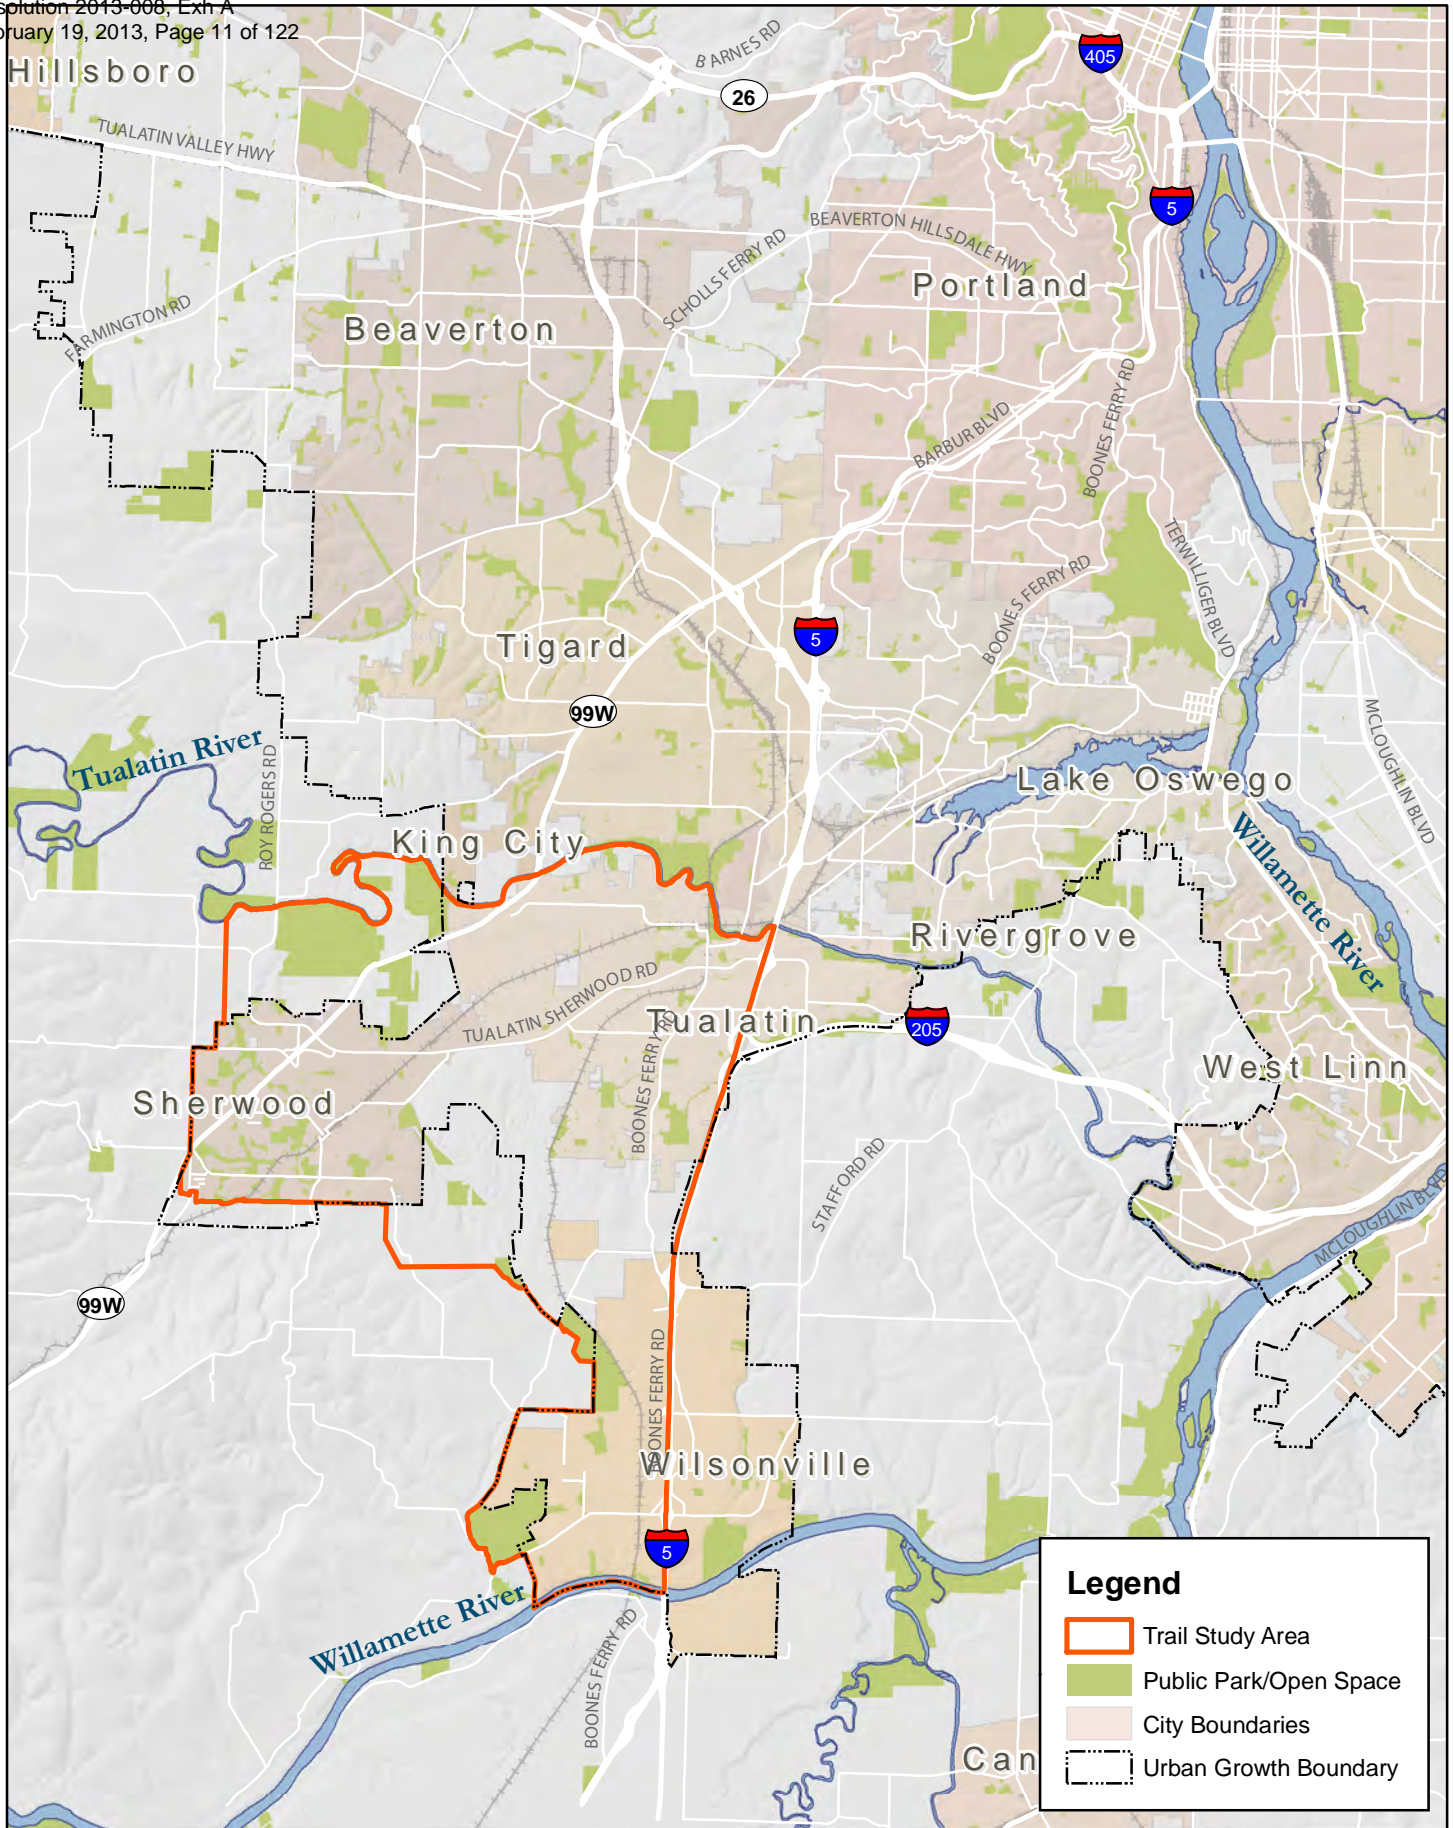 solution 2013-008, Exh A
bruary 19, 2013, Page 11 of 122
Hillsboro
BARNES RD
405
26
TUALATIN VALLEY HWY
5
BEAVERTON HILLSDALE HWY
SCHOLLS FERRY RD
Portland
FARMINGTON RD
Beaverton
BARBUR BLVD
BOONES FERRY RD
TERWILLIGER BLVD
BOONES FERRY RD
Tigard
5
99W
MCLOUGHLIN BLVD
Tualatin River
ROY ROGERS RD
Lake Oswego
King City
Willamette River
Rivergrove
TUALATIN SHERWOOD RD
Tualatin
205
BOONES FERRY RD
West Linn
Sherwood
STAFFORD RD
MCLOUGHLIN BLVD
99W
BOONES FERRY RD
Wilsonville
5
Willamette River
BOONES FERRY RD
Can
Legend
Trail Study Area
Public Park/Open Space
City Boundaries
Urban Growth Boundary